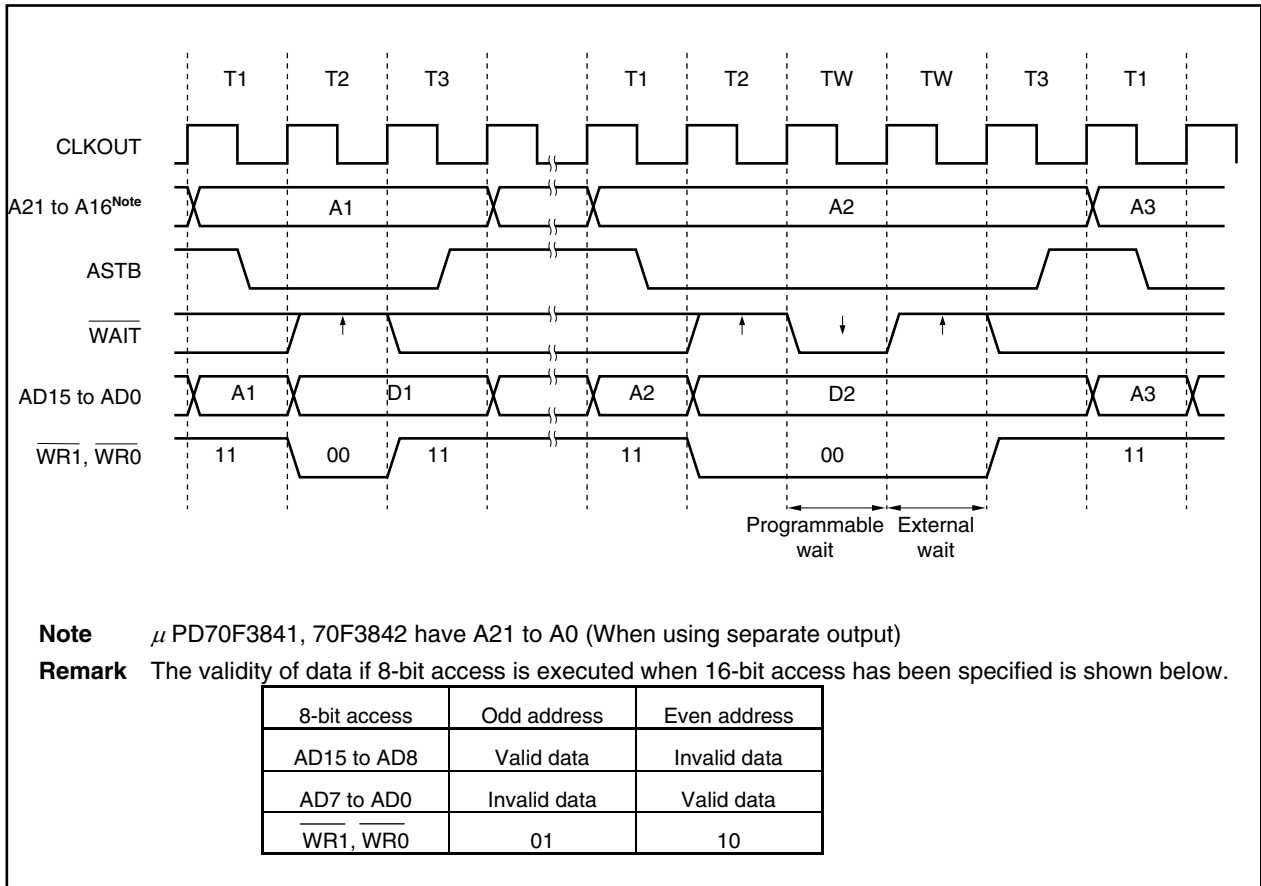 T1 T2 T3 T1 T2 TW TW T3 T1
CLKOUT
A21 to A16Note A1 A2 A3
ASTB
WAIT
AD15 to AD0 A1 D1 A2 D2 A3
WR1, WR0 11 00 11 11 00 11
Programmable External
wait wait
Note μ PD70F3841, 70F3842 have A21 to A0 (When using separate output)
Remark The validity of data if 8-bit access is executed when 16-bit access has been specified is shown below.
8-bit access Odd address Even address
AD15 to AD8 Valid data Invalid data
AD7 to AD0 Invalid data Valid data
WR1, WR0 01 10